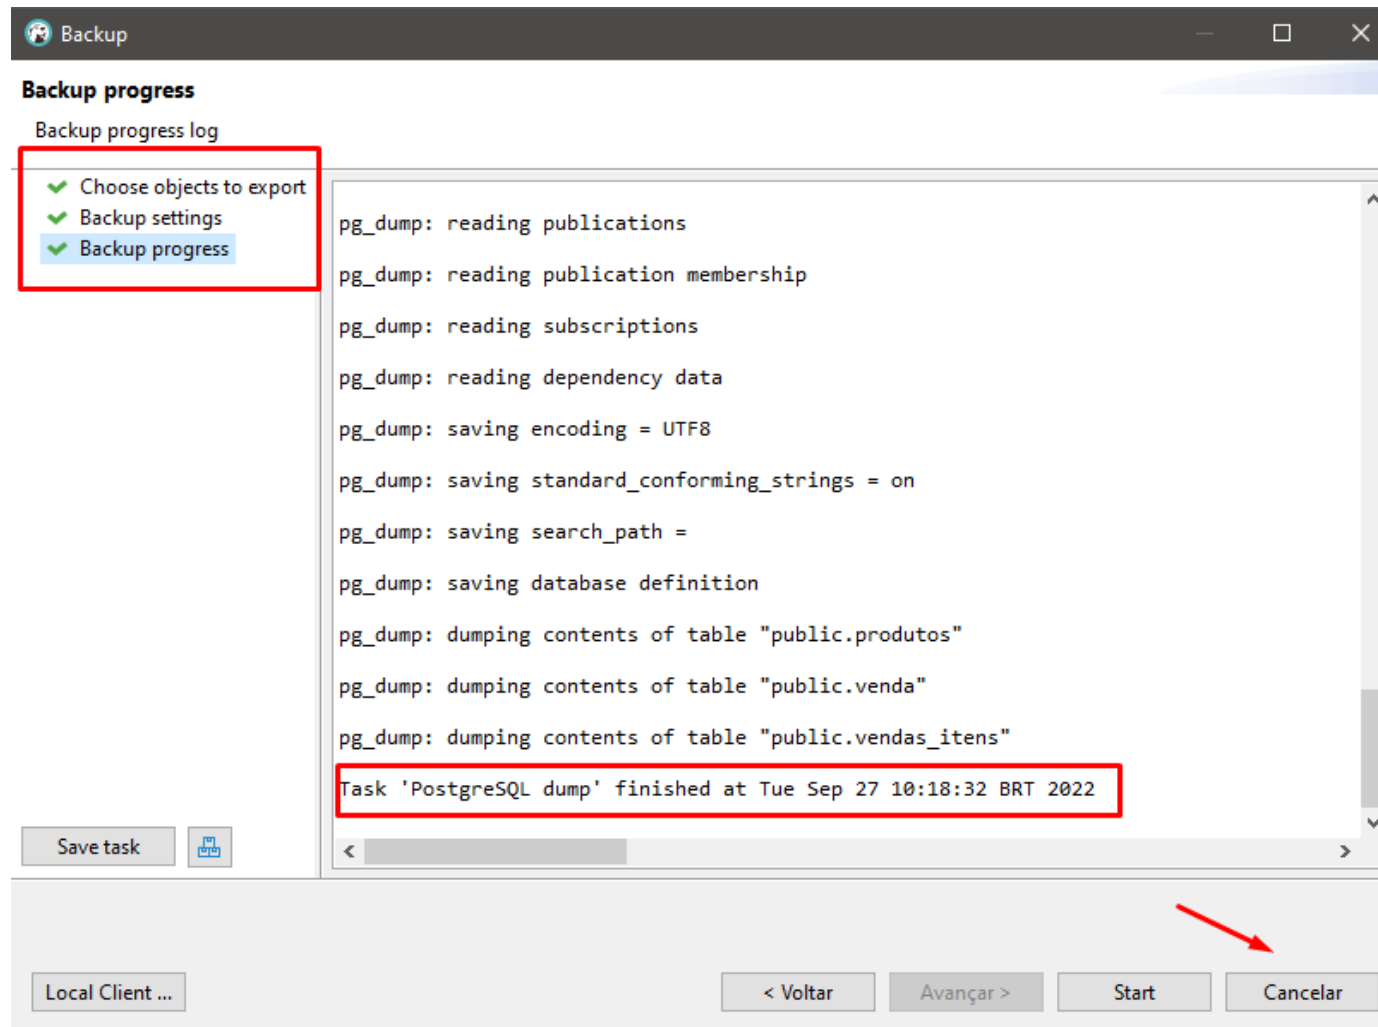 Backup
Backup progress
Backup progress log
Choose objects to export
Backup settings
Backup progress
pg_dump: reading publications
pg_dump: reading publication membership
pg_dump: reading subscriptions
pg_dump: reading dependency data
pg_dump: saving encoding = UTF8
pg_dump: saving standard_conforming_strings = on
pg_dump: saving search_path =
pg_dump: saving database definition
pg_dump: dumping contents of table "public.produtos"
pg_dump: dumping contents of table "public.venda"
pg_dump: dumping contents of table "public.vendas_itens"
Task 'PostgreSQL dump' finished at Tue Sep 27 10:18:32 BRT 2022
Save task
Local Client ...
< Voltar
Avançar >
Start
Cancelar